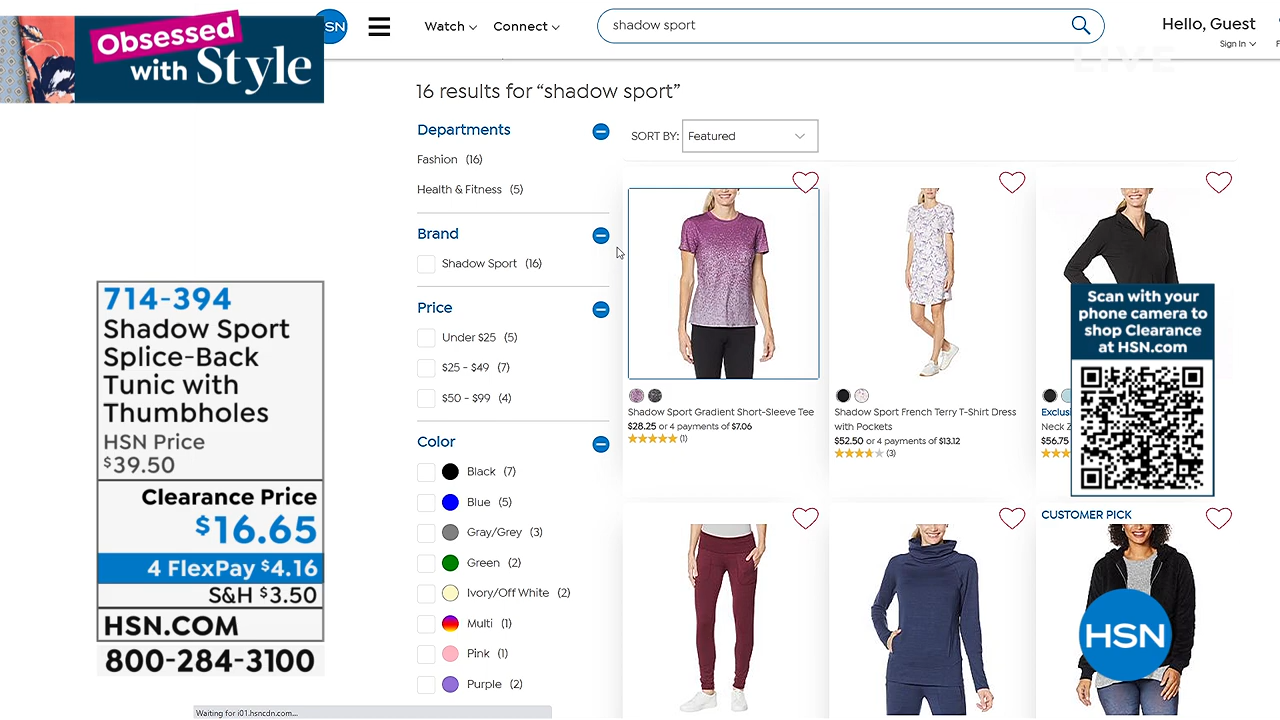 Obsessed
with Style
HSN
Watch
Connect
shadow sport
Hello, Guest
Sign In
LIVE
16 results for “shadow sport”
Departments
Fashion (16)
Health & Fitness (5)
Brand
Shadow Sport (16)
Price
Under $25 (5)
$25 - $49 (7)
$50 - $99 (4)
Color
Black (7)
Blue (5)
Gray/Grey (3)
Green (2)
Ivory/Off White (2)
Multi (1)
Pink (1)
Purple (2)
SORT BY: Featured
Shadow Sport Gradient Short-Sleeve Tee
$28.25 or 4 payments of $7.06
(1)
Shadow Sport French Terry T-Shirt Dress
with Pockets
$52.50 or 4 payments of $13.12
(3)
Exclusi
Neck Z
$56.75
CUSTOMER PICK
714-394
Shadow Sport
Splice-Back
Tunic with
Thumbholes
HSN Price
$39.50
Clearance Price
$16.65
4 FlexPay $4.16
S&H $3.50
HSN.COM
800-284-3100
Scan with your
phone camera to
shop Clearance
at HSN.com
HSN
Waiting for i01.hsncdn.com...